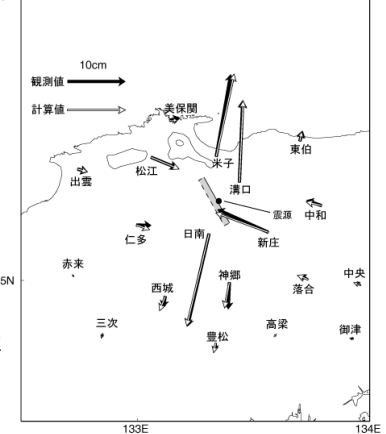 10cm
観測値
計算値
美保関
米子
東伯
松江
出雲
溝口
震源
中和
仁多
日南
新庄
赤来
神郷
中央
5N
西城
落合
三次
豊松
高梁
御津
133E
134E